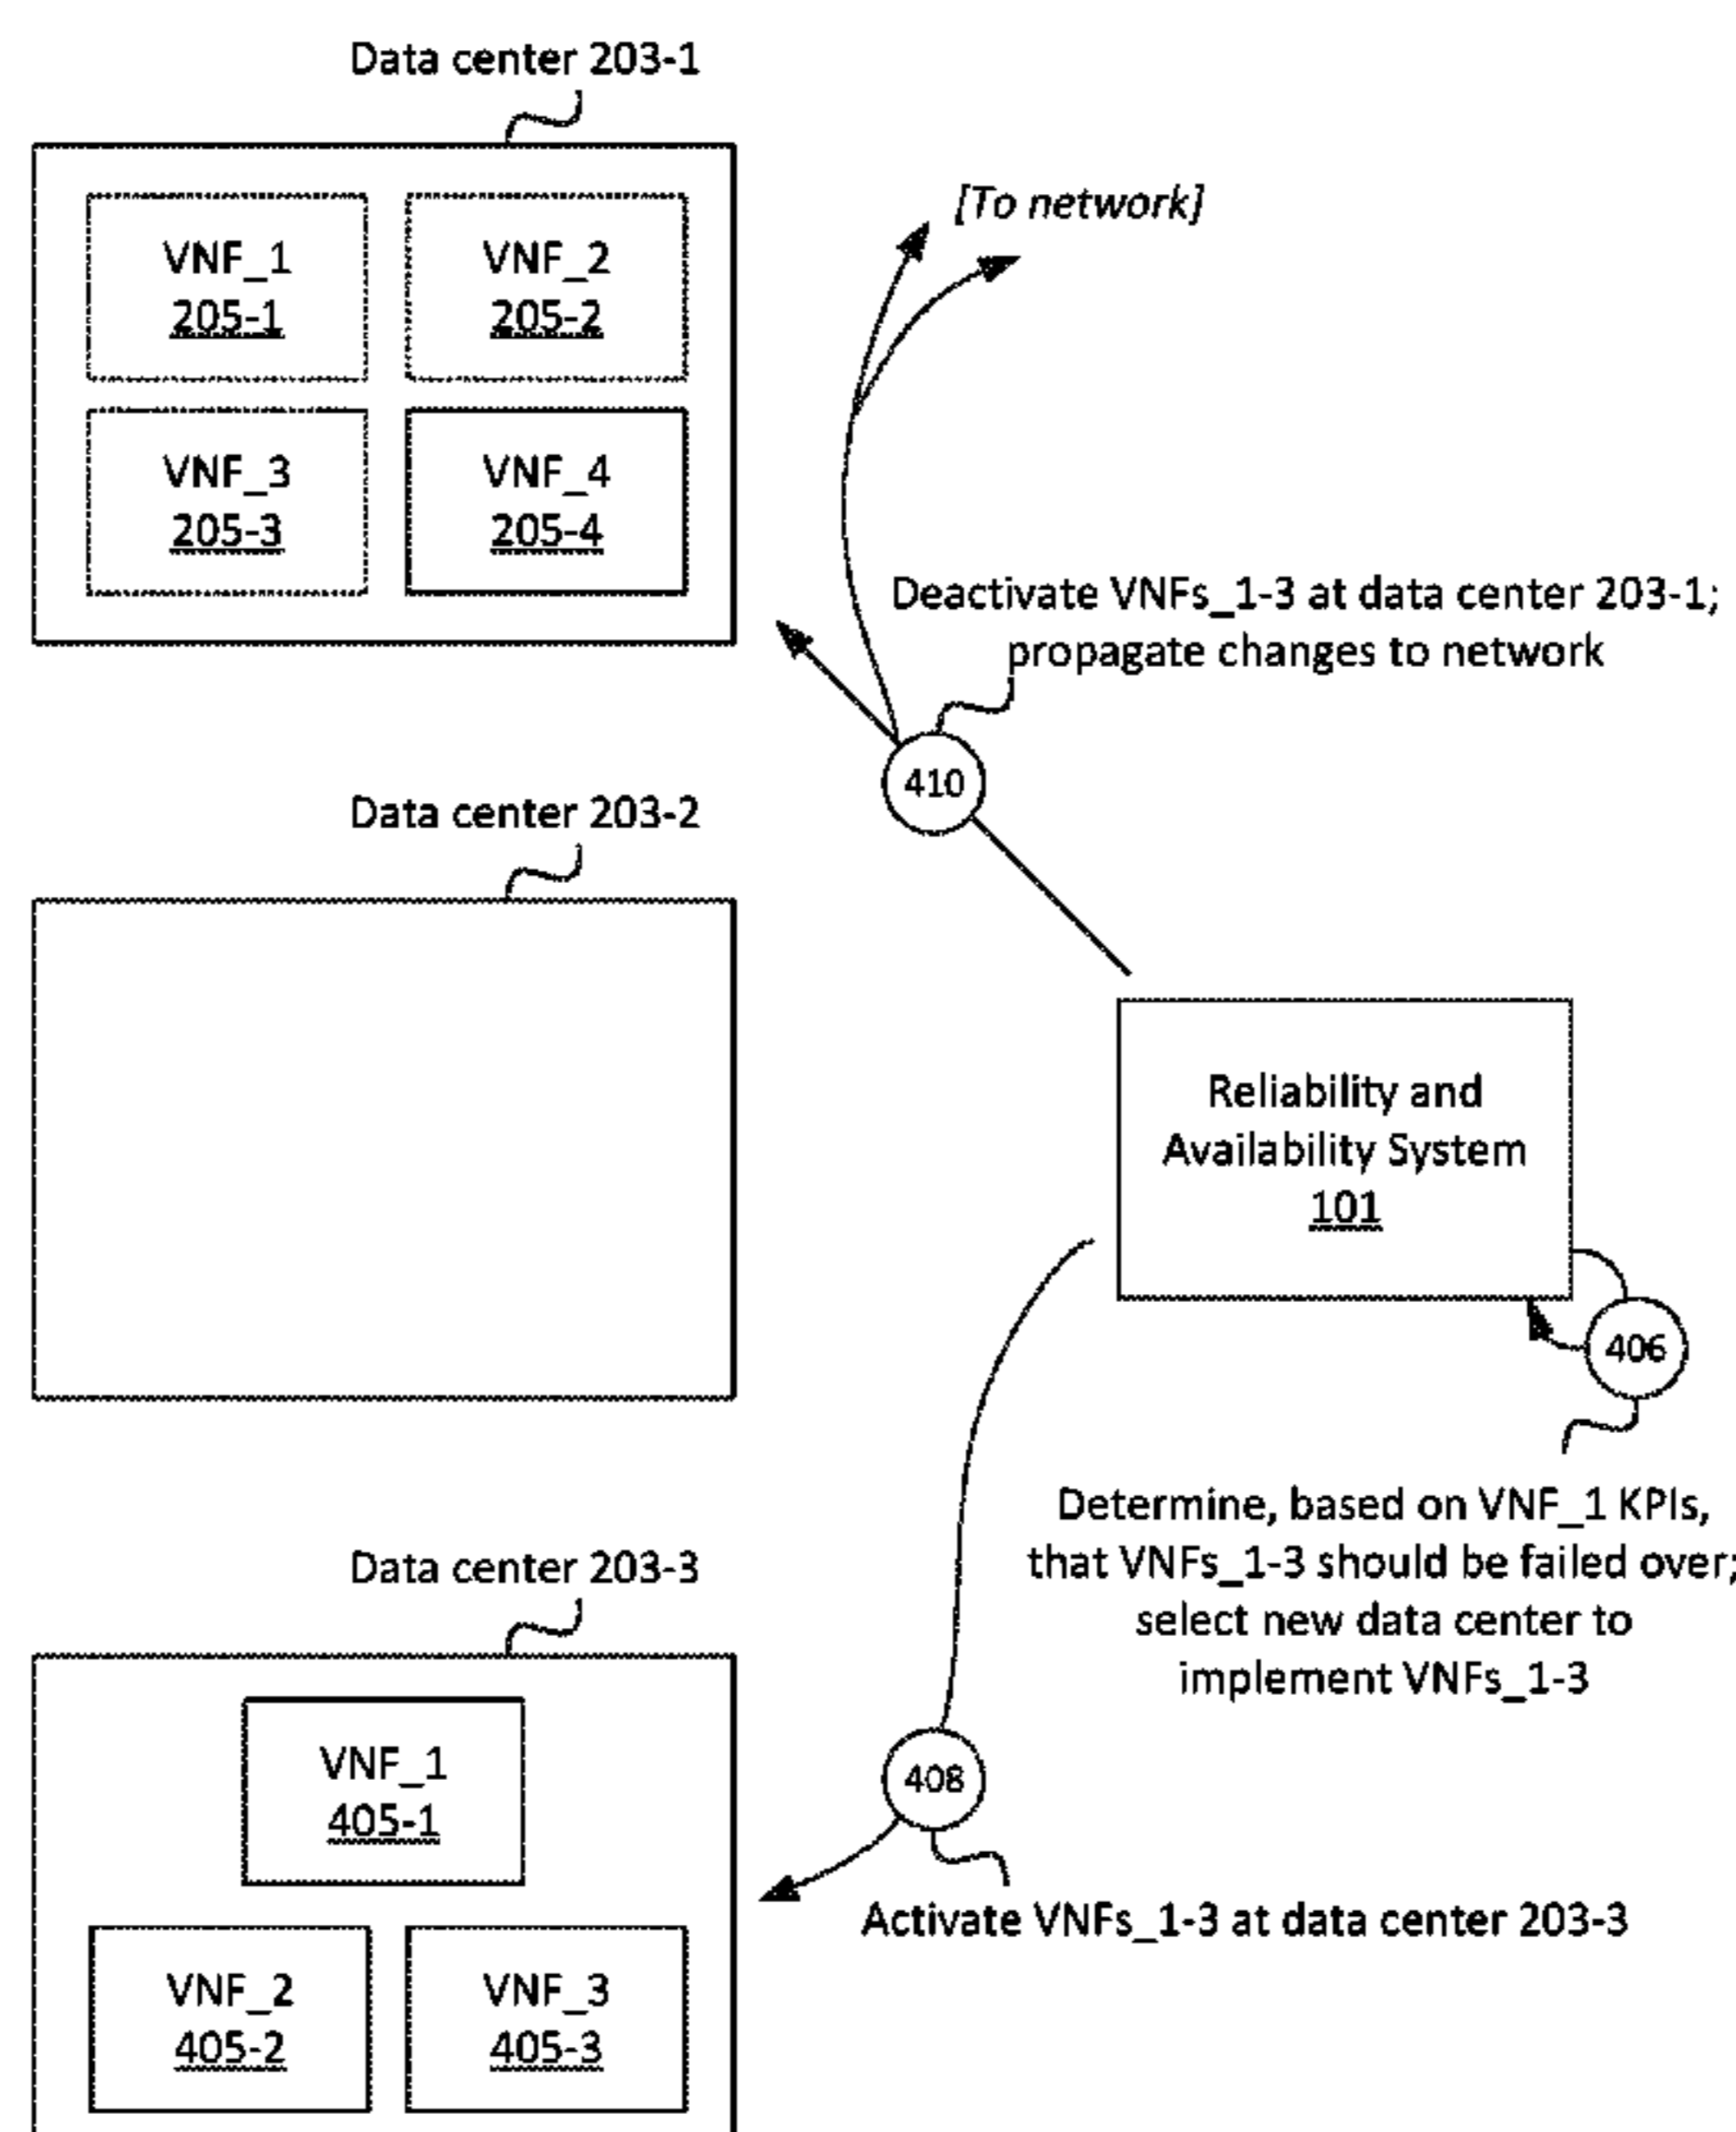 Data center 203-1
VNF_1
205-1
VNF_2
205-2
VNF_3
205-3
VNF_4
205-4
[To network]
Deactivate VNFs_1-3 at data center 203-1;
propagate changes to network
410
Data center 203-2
Reliability and
Availability System
101
406
Determine, based on VNF_1 KPIs,
that VNFs_1-3 should be failed over;
select new data center to
implement VNFs_1-3
Data center 203-3
VNF_1
405-1
VNF_2
405-2
VNF_3
405-3
408
Activate VNFs_1-3 at data center 203-3